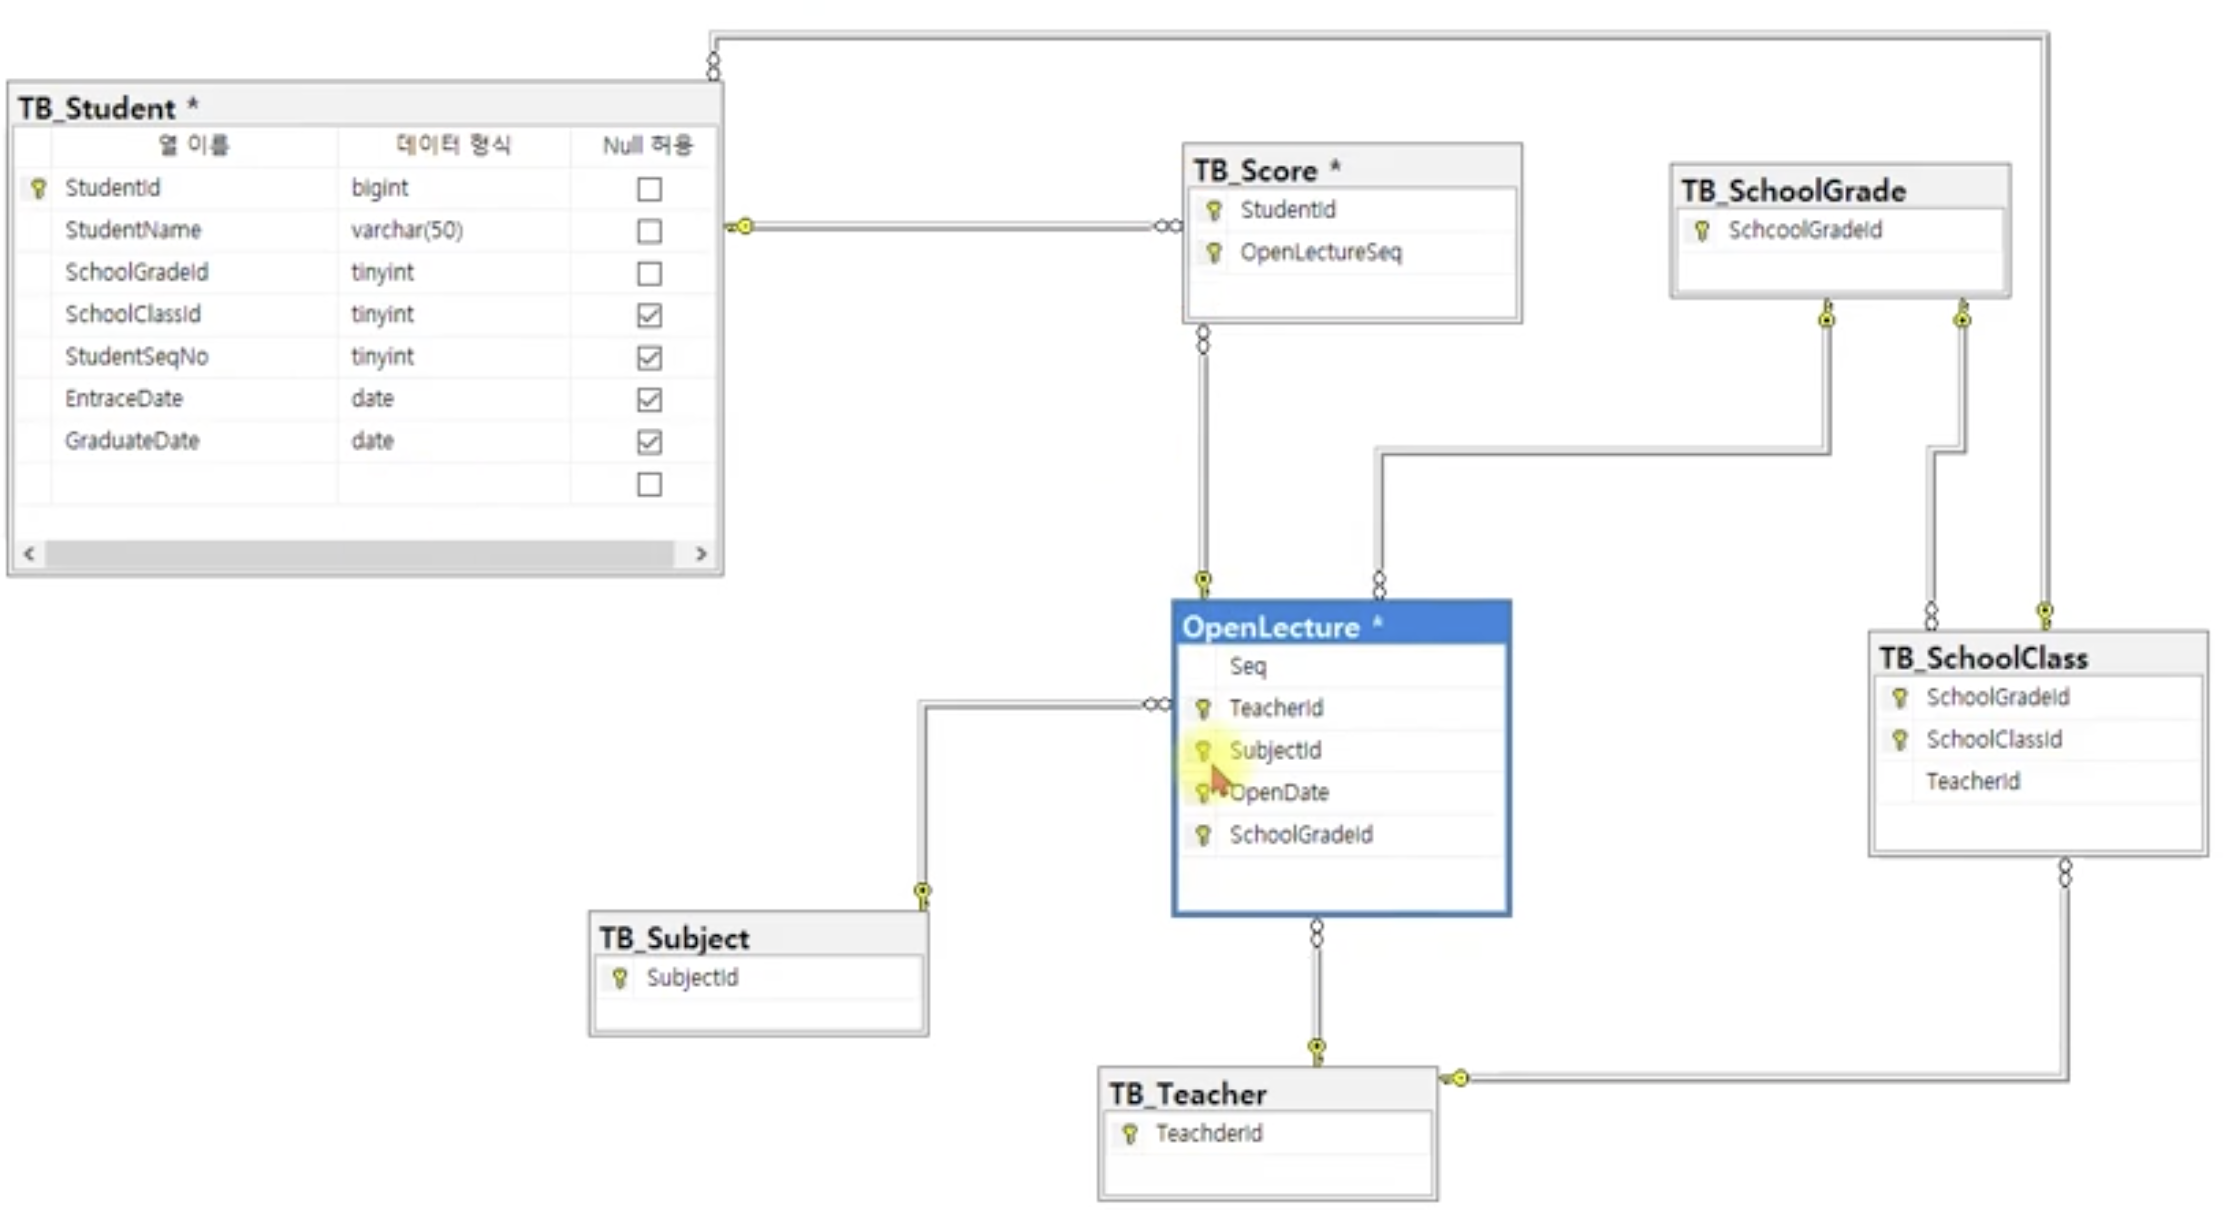 TB_Student *
열 이름 데이터 형식 Null 허용
StudentId bigint
StudentName varchar(50)
SchoolGradeId tinyint
SchoolClassId tinyint
StudentSeqNo tinyint
EntraceDate date
GraduateDate date
TB_Score *
StudentId
OpenLectureSeq
TB_SchoolGrade
SchcoolGradeId
OpenLecture *
Seq
TeacherId
SubjectId
OpenDate
SchoolGradeId
TB_SchoolClass
SchoolGradeId
SchoolClassId
TeacherId
TB_Subject
SubjectId
TB_Teacher
TeachderId